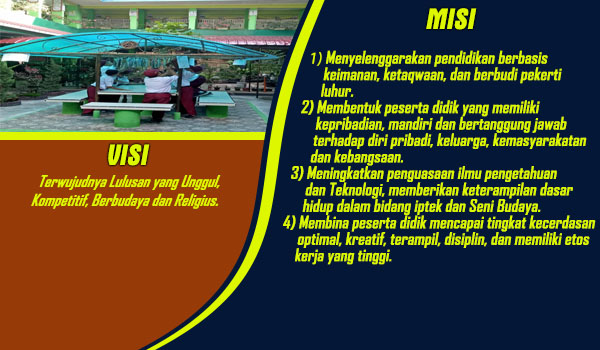 VISI
Terwujudnya Lulusan yang Unggul,
Kompetitif, Berbudaya dan Religius.
MISI
1) Menyelenggarakan pendidikan berbasis
keimanan, ketaqwaan, dan berbudi pekerti
luhur.
2) Membentuk peserta didik yang memiliki
kepribadian, mandiri dan bertanggung jawab
terhadap diri pribadi, keluarga, kemasyarakatan
dan kebangsaan.
3) Meningkatkan penguasaan ilmu pengetahuan
dan Teknologi, memberikan keterampilan dasar
hidup dalam bidang iptek dan Seni Budaya.
4) Membina peserta didik mencapai tingkat kecerdasan
optimal, kreatif, terampil, disiplin, dan memiliki etos
kerja yang tinggi.